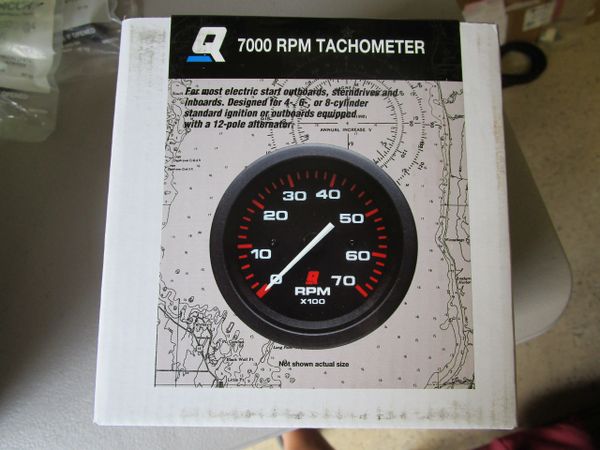 Q 7000 RPM TACHOMETER
For most electric start outboards, sterndrives and
inboards. Designed for 4-, 6-, or 8-cylinder
standard ignition or outboards equipped
with a 12-pole alternator.
ANNUAL INCREASE
0 10 20 30 40 50 60 70
RPM
X100
Not shown actual size